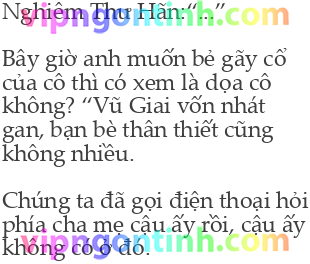 Nghiêm Thư Hãn:“...”
vipngontinh.com
Bây giờ anh muốn bẻ gãy cổ
của cô thì có xem là dọa cô
không? “Vũ Giai vốn nhát
gan, bạn bè thân thiết cũng
không nhiều.
Chúng ta đã gọi điện thoại hỏi
phía cha mẹ cậu ấy rồi, cậu ấy
không có ở đó.
vipngontinh.com